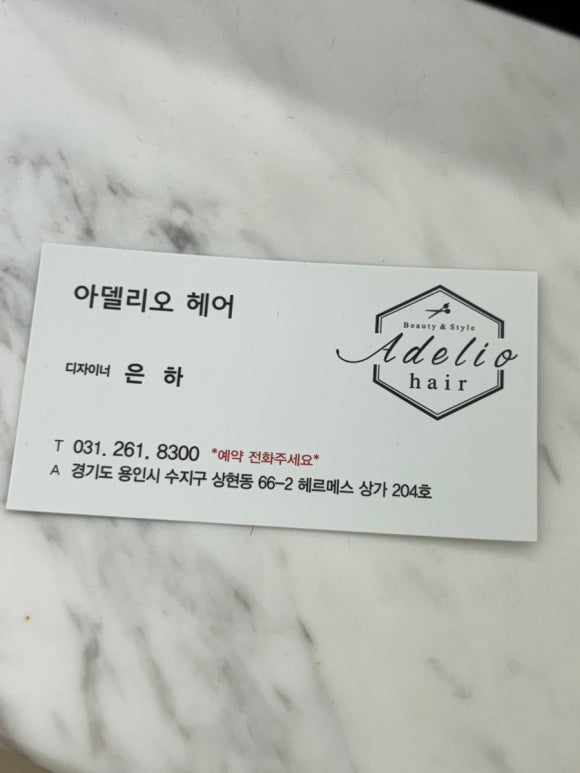 아델리오 헤어
디자이너 은 하
Beauty & Style
Adelio
hair
T 031. 261. 8300 *예약 전화주세요*
A 경기도 용인시 수지구 상현동 66-2 헤르메스 상가 204호